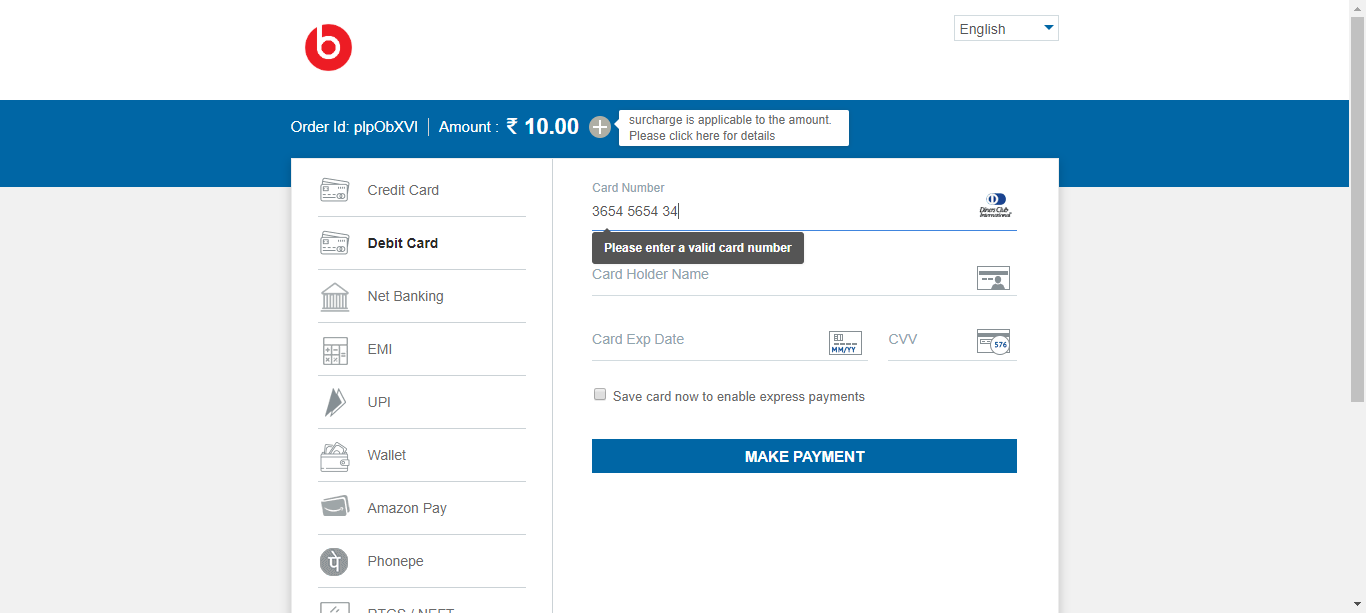 b
English
Order Id: plpObXVI
Amount : ₹ 10.00
surcharge is applicable to the amount.
Please click here for details
Credit Card
Debit Card
Net Banking
EMI
UPI
Wallet
Amazon Pay
Phonepe
RTGS / NEFT
Card Number
3654 5654 34
Diners Club
International
Please enter a valid card number
Card Holder Name
Card Exp Date
MM/YY
CVV
576
Save card now to enable express payments
MAKE PAYMENT